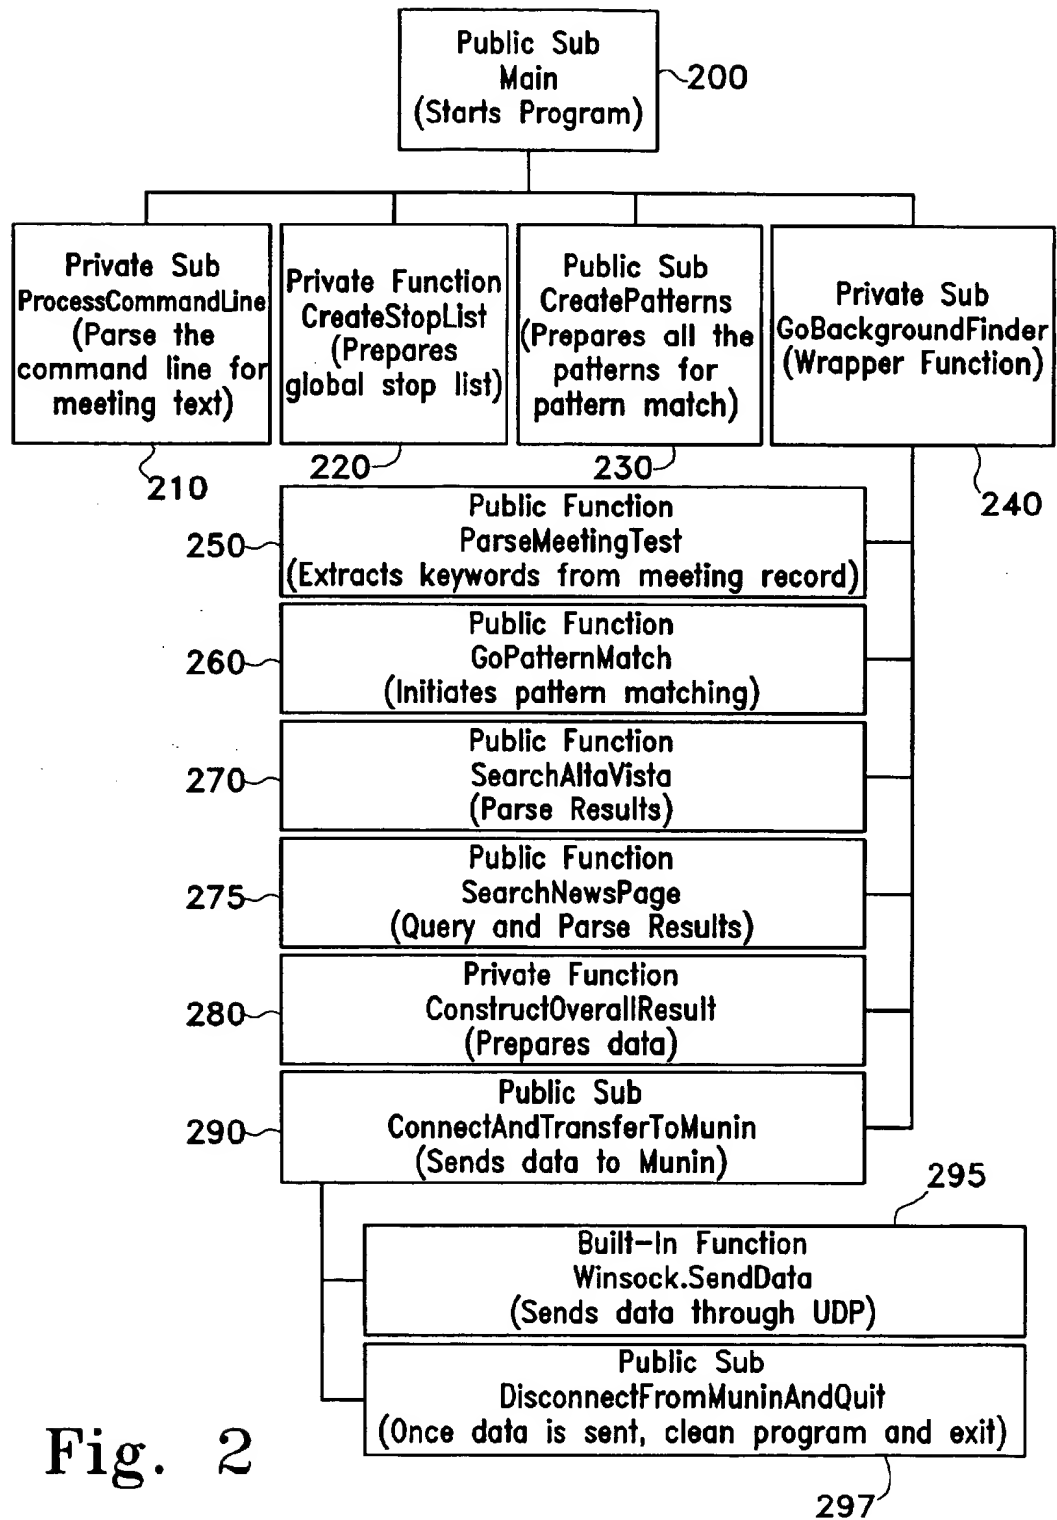 Public Sub
Main
(Starts Program)
200
Private Sub
ProcessCommandLine
(Parse the
command line for
meeting text)
210
Private Function
CreateStopList
(Prepares
global stop list)
220
Public Sub
CreatePatterns
(Prepares all the
patterns for
pattern match)
230
Private Sub
GoBackgroundFinder
(Wrapper Function)
240
250
Public Function
ParseMeetingTest
(Extracts keywords from meeting record)
260
Public Function
GoPatternMatch
(Initiates pattern matching)
270
Public Function
SearchAltaVista
(Parse Results)
275
Public Function
SearchNewsPage
(Query and Parse Results)
280
Private Function
ConstructOverallResult
(Prepares data)
290
Public Sub
ConnectAndTransferToMunin
(Sends data to Munin)
295
Built-In Function
Winsock.SendData
(Sends data through UDP)
Public Sub
DisconnectFromMuninAndQuit
(Once data is sent, clean program and exit)
297
Fig. 2